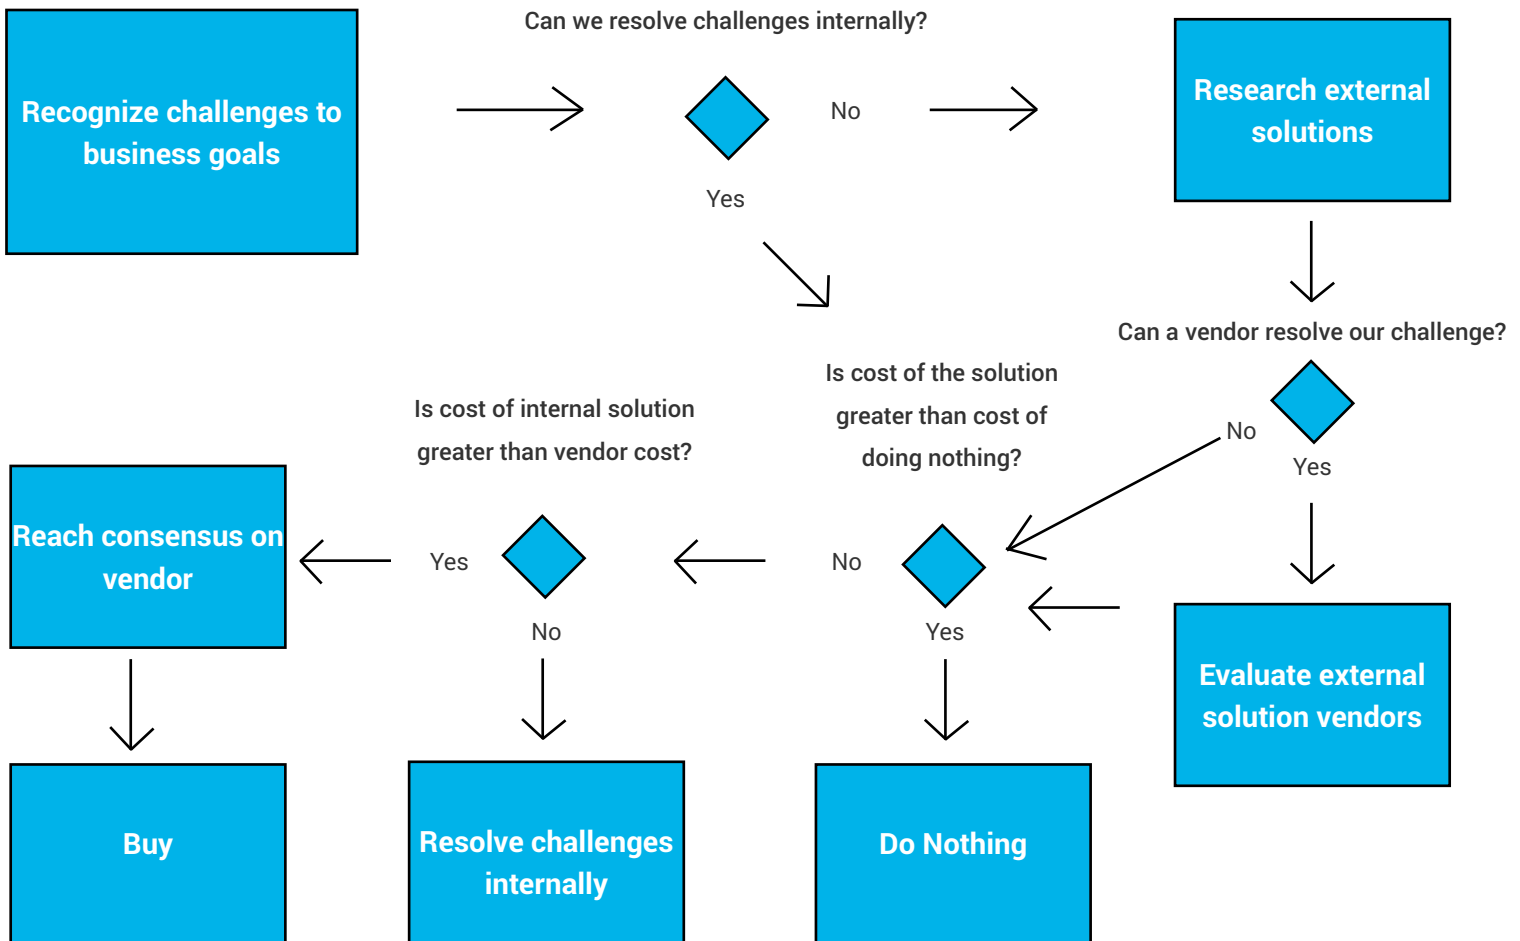 Can we resolve challenges internally?
Recognize challenges to
business goals
No
Research external
solutions
Yes
Can a vendor resolve our challenge?
Is cost of the solution
greater than cost of
doing nothing?
Is cost of internal solution
greater than vendor cost?
No
Yes
Reach consensus on
vendor
Yes
No
No
Yes
Evaluate external
solution vendors
Buy
Resolve challenges
internally
Do Nothing